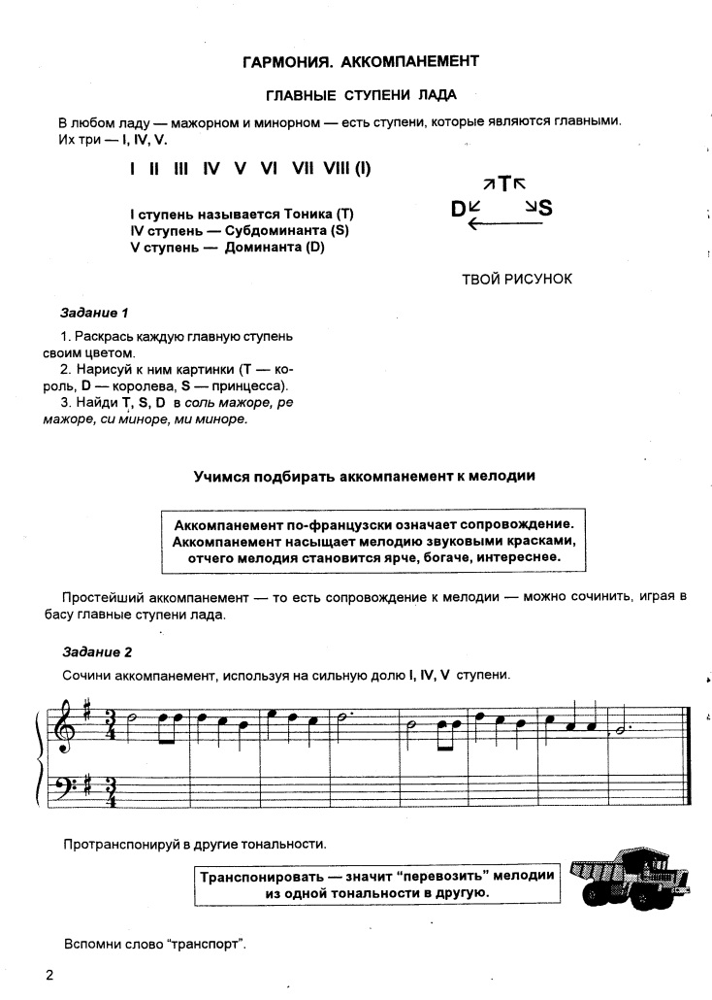 ГАРМОНИЯ. АККОМПАНЕМЕНТ
ГЛАВНЫЕ СТУПЕНИ ЛАДА
В любом ладу — мажорном и минорном — есть ступени, которые являются главными.
Их три — I, IV, V.
I II III IV V VI VII VIII (I)
T
D S
I ступень называется Тоника (T)
IV ступень — Субдоминанта (S)
V ступень — Доминанта (D)
ТВОЙ РИСУНОК
Задание 1
1. Раскрась каждую главную ступень
своим цветом.
2. Нарисуй к ним картинки (Т — ко-
роль, D — королева, S — принцесса).
3. Найди T, S, D в соль мажоре, ре
мажоре, си миноре, ми миноре.
Учимся подбирать аккомпанемент к мелодии
Аккомпанемент по-французски означает сопровождение.
Аккомпанемент насыщает мелодию звуковыми красками,
отчего мелодия становится ярче, богаче, интереснее.
Простейший аккомпанемент — то есть сопровождение к мелодии — можно сочинить, играя в
басу главные ступени лада.
Задание 2
Сочини аккомпанемент, используя на сильную долю I, IV, V ступени.
3
4
3
4
Протранспонируй в другие тональности.
Транспонировать — значит “перевозить” мелодии
из одной тональности в другую.
Вспомни слово “транспорт”.
2